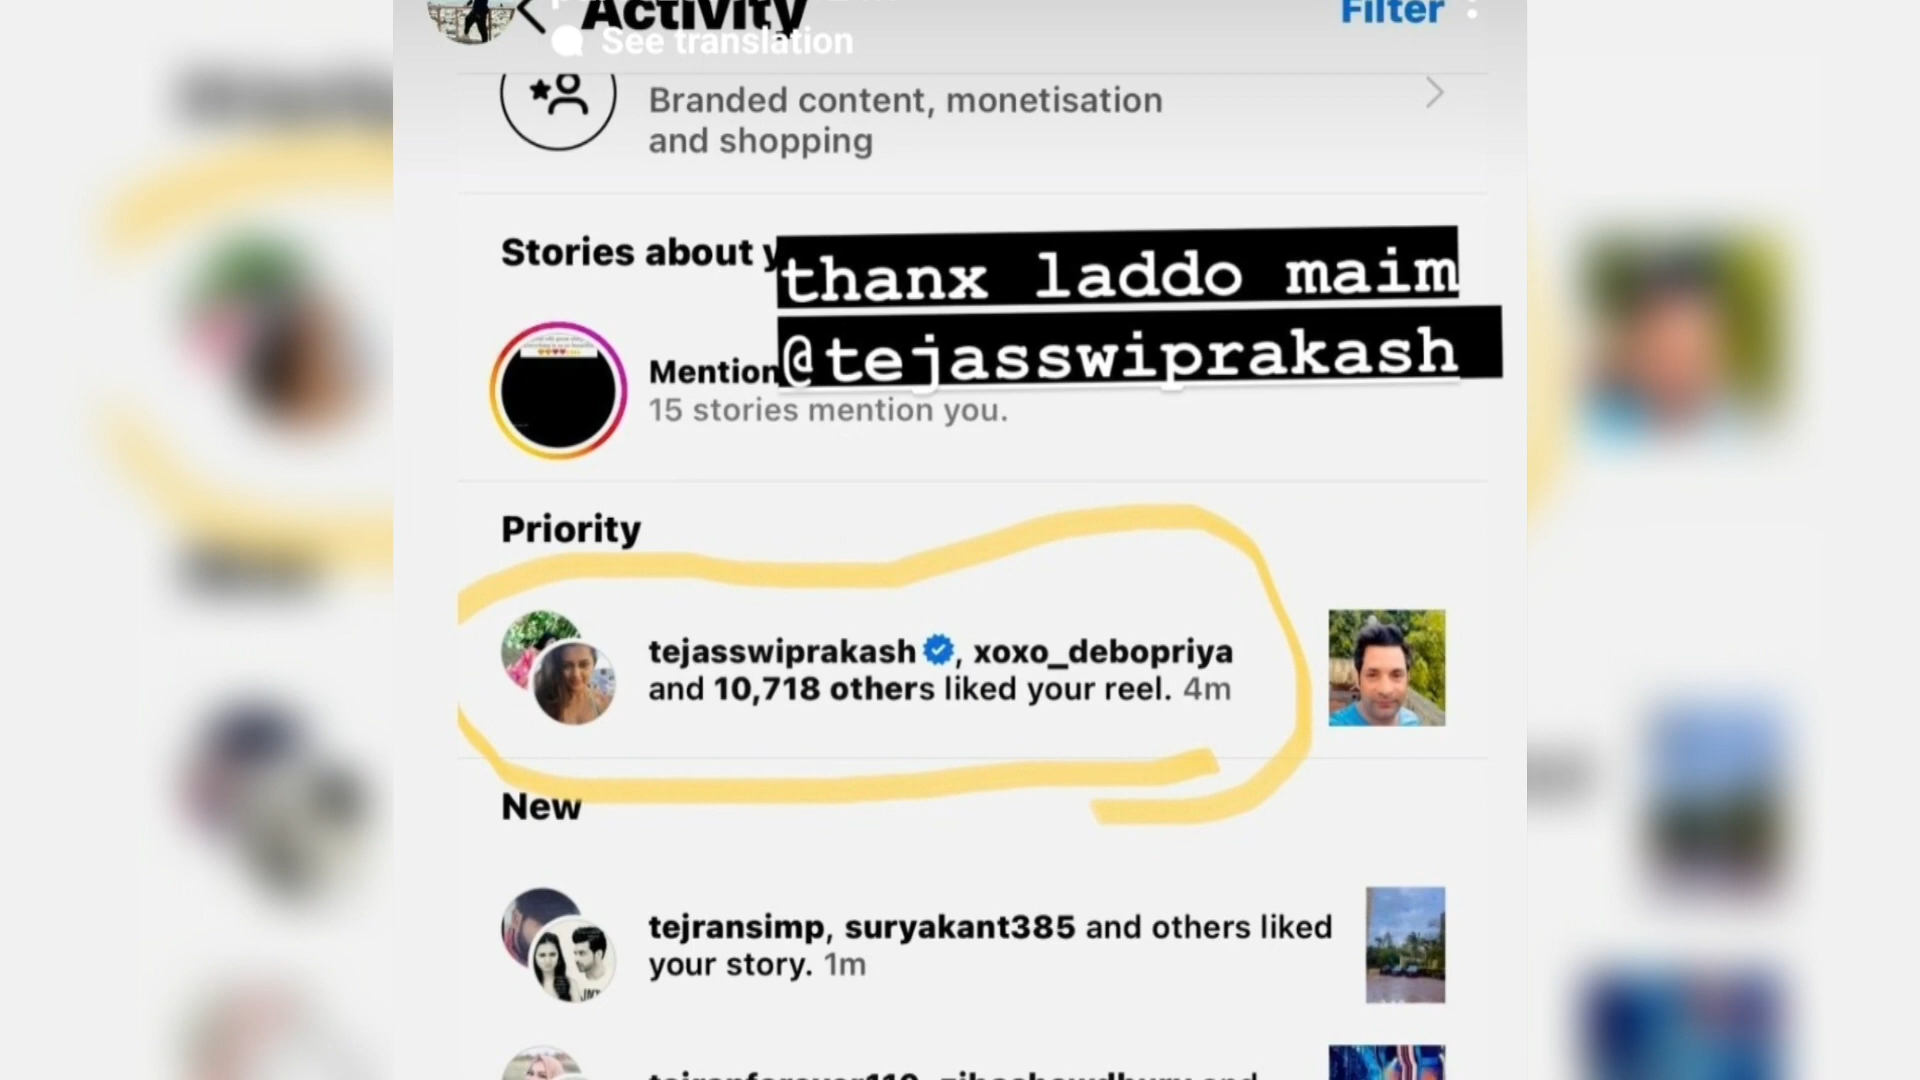 Activity
Filter
See translation
Branded content, monetisation
and shopping
Stories about
thanx laddo maim
@tejasswiprakash
Mention
15 stories mention you.
Priority
tejasswiprakash, xoxo_debopriya
and 10,718 others liked your reel. 4m
New
tejransimp, suryakant385 and others liked
your story. 1m